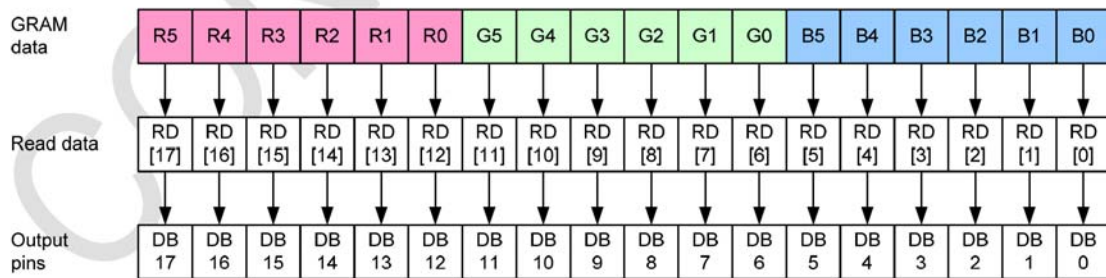 GRAM data R5 R4 R3 R2 R1 R0 G5 G4 G3 G2 G1 G0 B5 B4 B3 B2 B1 B0
Read data RD [17] RD [16] RD [15] RD [14] RD [13] RD [12] RD [11] RD [10] RD [9] RD [8] RD [7] RD [6] RD [5] RD [4] RD [3] RD [2] RD [1] RD [0]
Output pins DB 17 DB 16 DB 15 DB 14 DB 13 DB 12 DB 11 DB 10 DB 9 DB 8 DB 7 DB 6 DB 5 DB 4 DB 3 DB 2 DB 1 DB 0